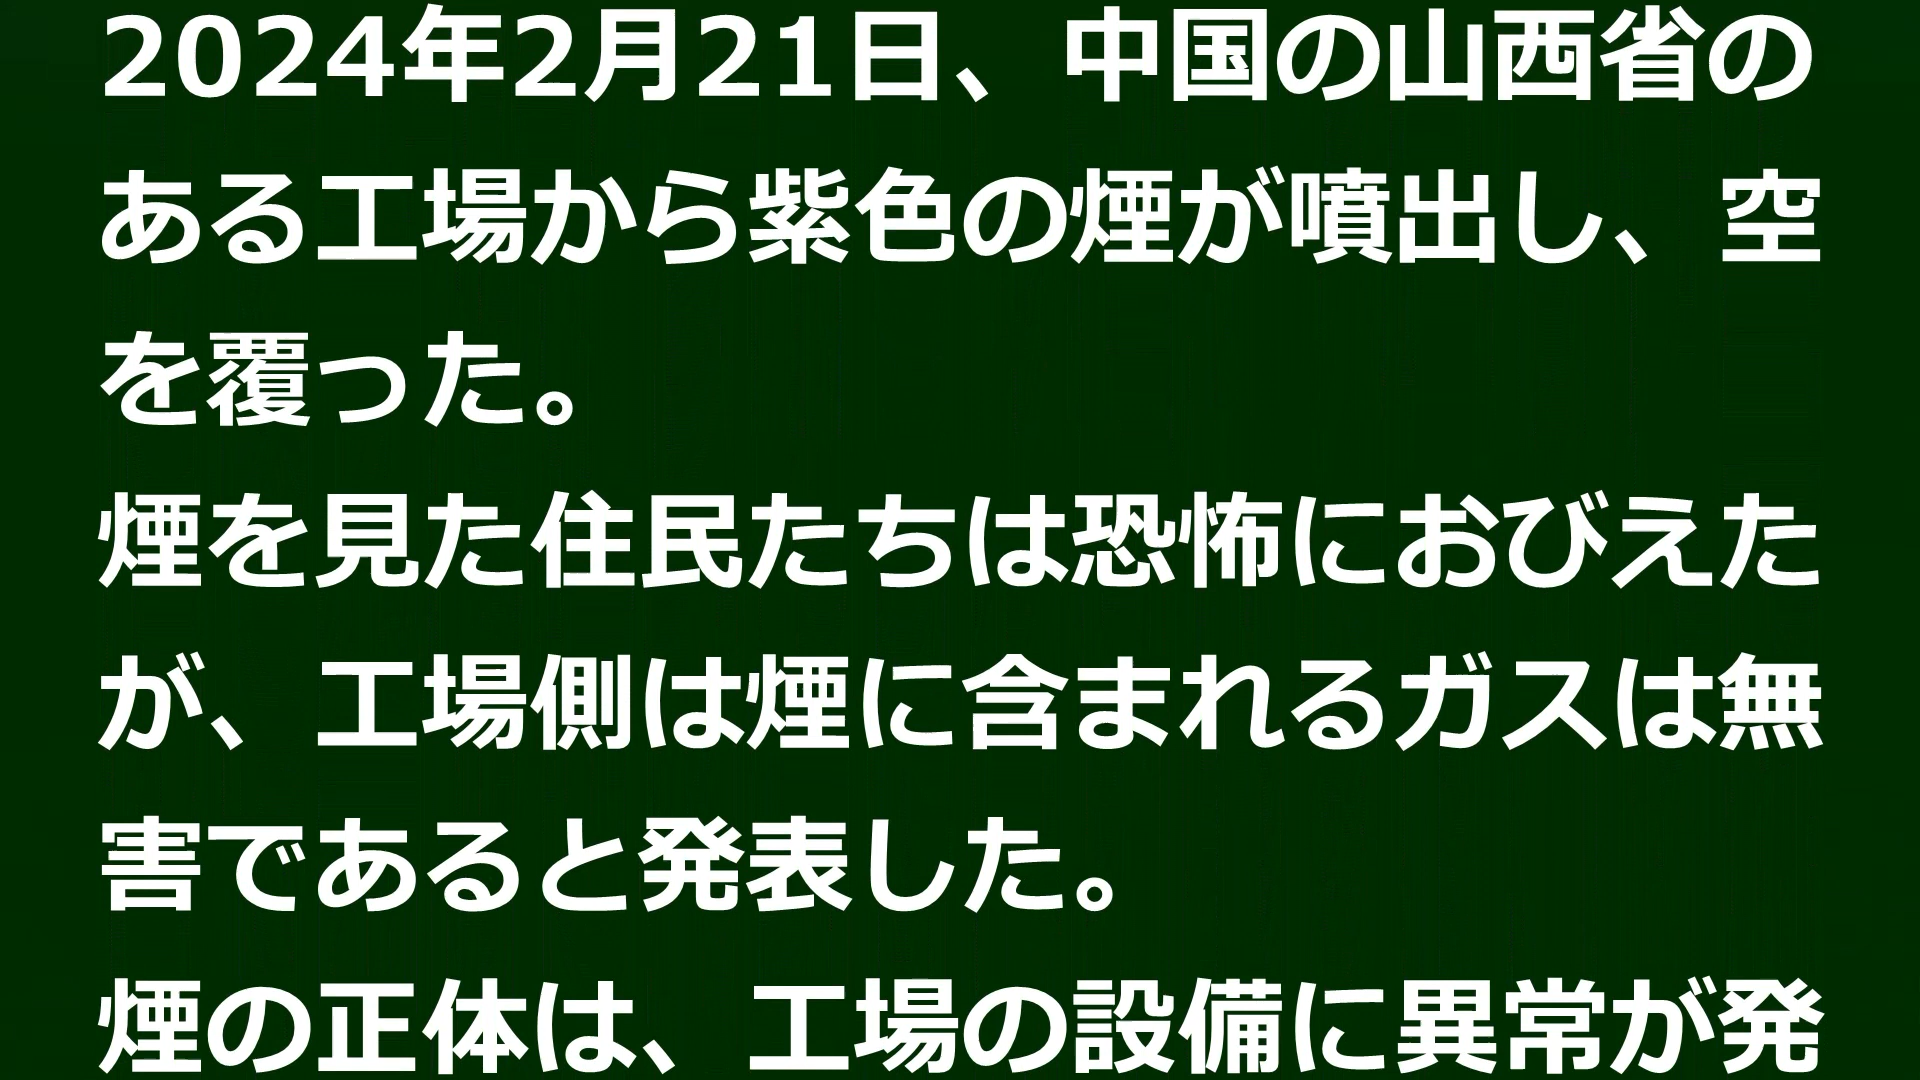 2024年2月21日、中国の山西省の
ある工場から紫色の煙が噴出し、空
を覆った。
煙を見た住民たちは恐怖におびえた
が、工場側は煙に含まれるガスは無
害であると発表した。
煙の正体は、工場の設備に異常が発